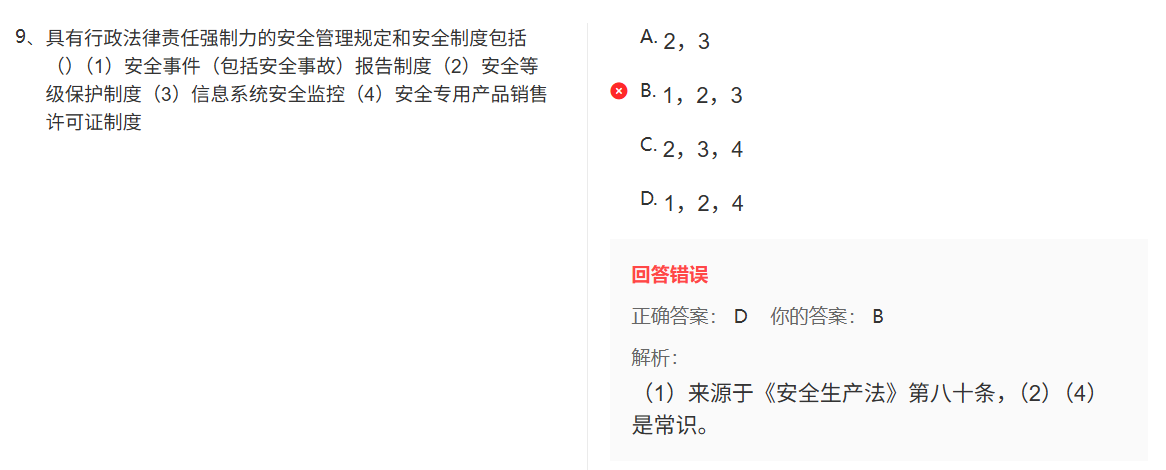 9、具有行政法律责任强制力的安全管理规定和安全制度包括
（）（1）安全事件（包括安全事故）报告制度（2）安全等
级保护制度（3）信息系统安全监控（4）安全专用产品销售
许可证制度
A. 2，3
B. 1，2，3
C. 2，3，4
D. 1，2，4
回答错误
正确答案： D 你的答案： B
解析：
（1）来源于《安全生产法》第八十条，（2）（4）
是常识。